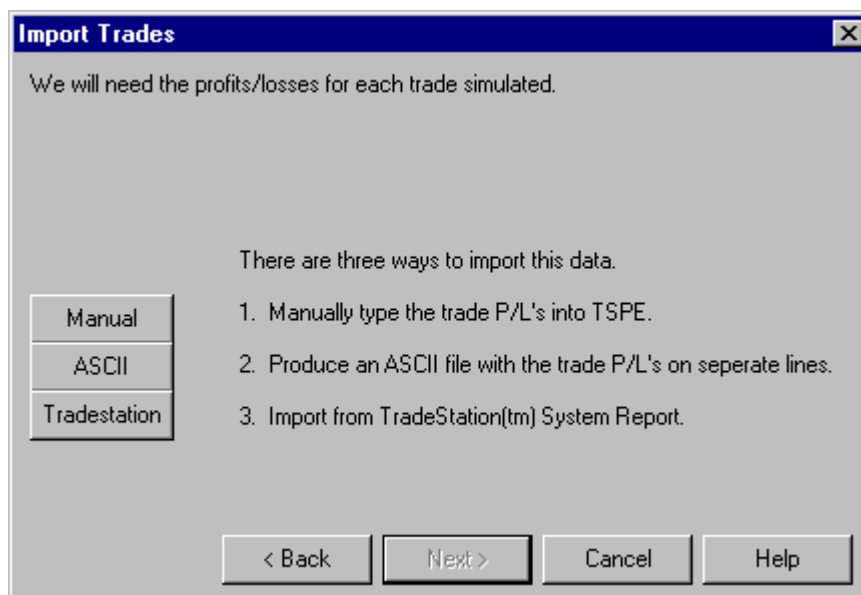 Import Trades
We will need the profits/losses for each trade simulated.
There are three ways to import this data.
Manual
1. Manually type the trade P/L's into TSPE.
ASCII
2. Produce an ASCII file with the trade P/L's on seperate lines.
Tradestation
3. Import from TradeStation(tm) System Report.
< Back
Next >
Cancel
Help